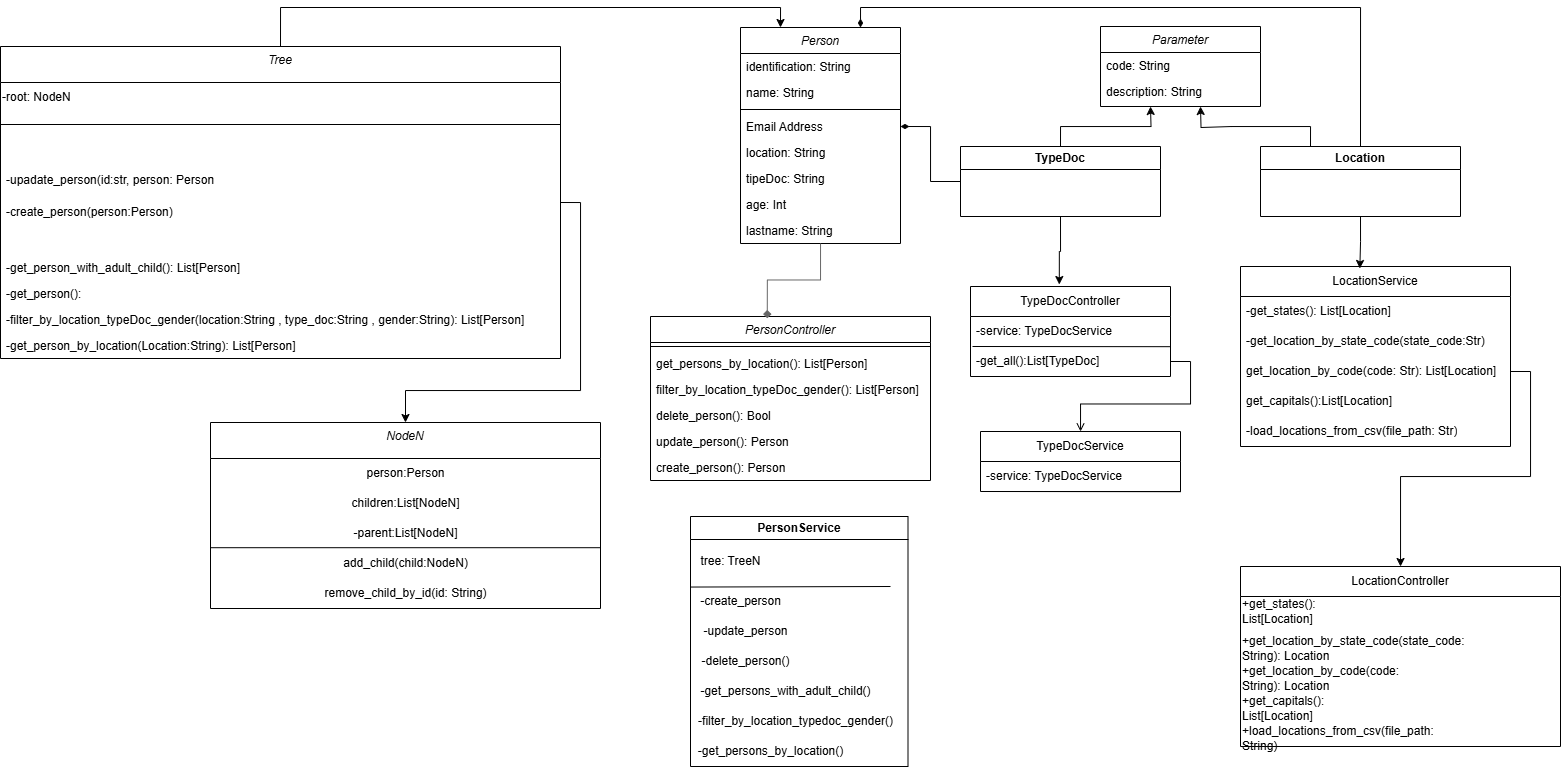 Tree
-root: NodeN
-upadate_person(id:str, person: Person
-create_person(person:Person)
-get_person_with_adult_child(): List[Person]
-get_person():
-filter_by_location_typeDoc_gender(location:String , type_doc:String , gender:String): List[Person]
-get_person_by_location(Location:String): List[Person]
NodeN
person:Person
children:List[NodeN]
-parent:List[NodeN]
add_child(child:NodeN)
remove_child_by_id(id: String)
Person
identification: String
name: String
Email Address
location: String
tipeDoc: String
age: Int
lastname: String
PersonController
get_persons_by_location(): List[Person]
filter_by_location_typeDoc_gender(): List[Person]
delete_person(): Bool
update_person(): Person
create_person(): Person
PersonService
tree: TreeN
-create_person
-update_person
-delete_person()
-get_persons_with_adult_child()
-filter_by_location_typedoc_gender()
-get_persons_by_location()
Parameter
code: String
description: String
TypeDoc
TypeDocController
-service: TypeDocService
-get_all():List[TypeDoc]
TypeDocService
-service: TypeDocService
Location
LocationService
-get_states(): List[Location]
-get_location_by_state_code(state_code:Str)
get_location_by_code(code: Str): List[Location]
get_capitals():List[Location]
-load_locations_from_csv(file_path: Str)
LocationController
+get_states():
List[Location]
+get_location_by_state_code(state_code:
String): Location
+get_location_by_code(code:
String): Location
+get_capitals():
List[Location]
+load_locations_from_csv(file_path:
String)